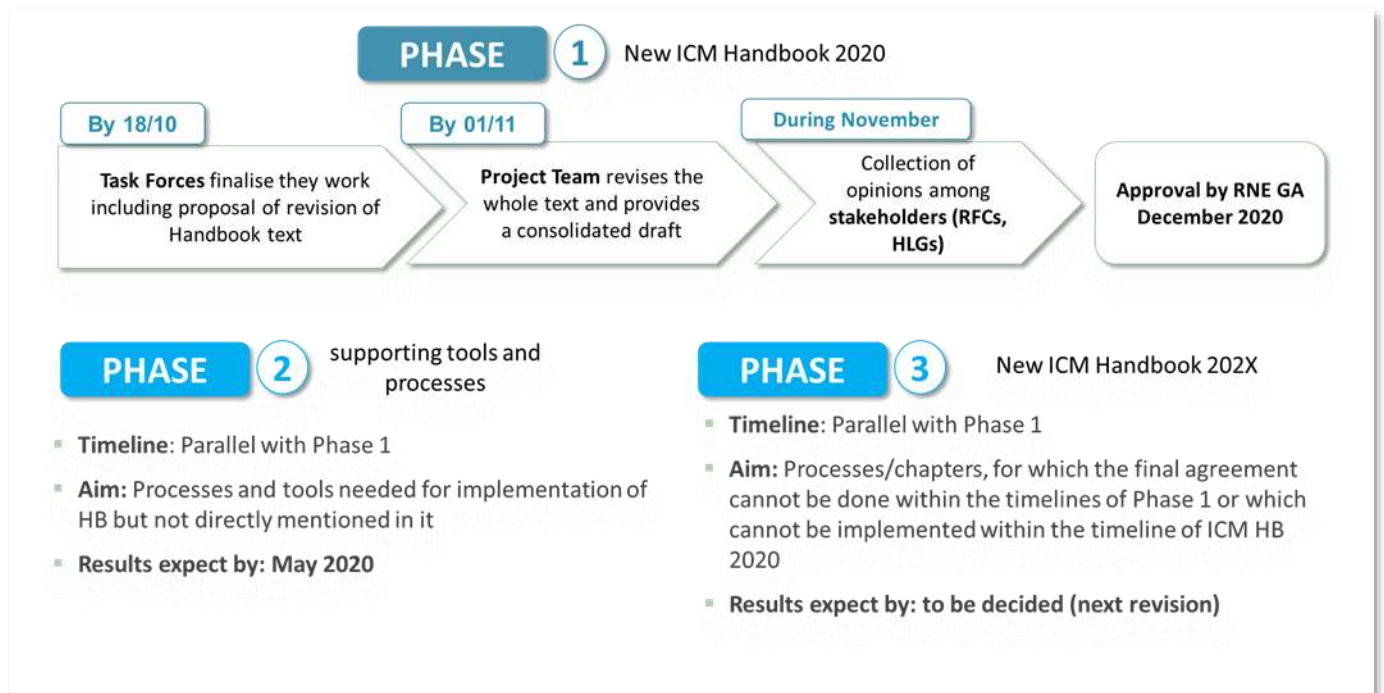 PHASE 1 New ICM Handbook 2020
By 18/10
Task Forces finalise they work
including proposal of revision of
Handbook text
By 01/11
Project Team revises the
whole text and provides
a consolidated draft
During November
Collection of
opinions among
stakeholders (RFCs,
HLGs)
Approval by RNE GA
December 2020
PHASE 2 supporting tools and
processes
Timeline: Parallel with Phase 1
Aim: Processes and tools needed for implementation of
HB but not directly mentioned in it
Results expect by: May 2020
PHASE 3 New ICM Handbook 202X
Timeline: Parallel with Phase 1
Aim: Processes/chapters, for which the final agreement
cannot be done within the timelines of Phase 1 or which
cannot be implemented within the timeline of ICM HB
2020
Results expect by: to be decided (next revision)